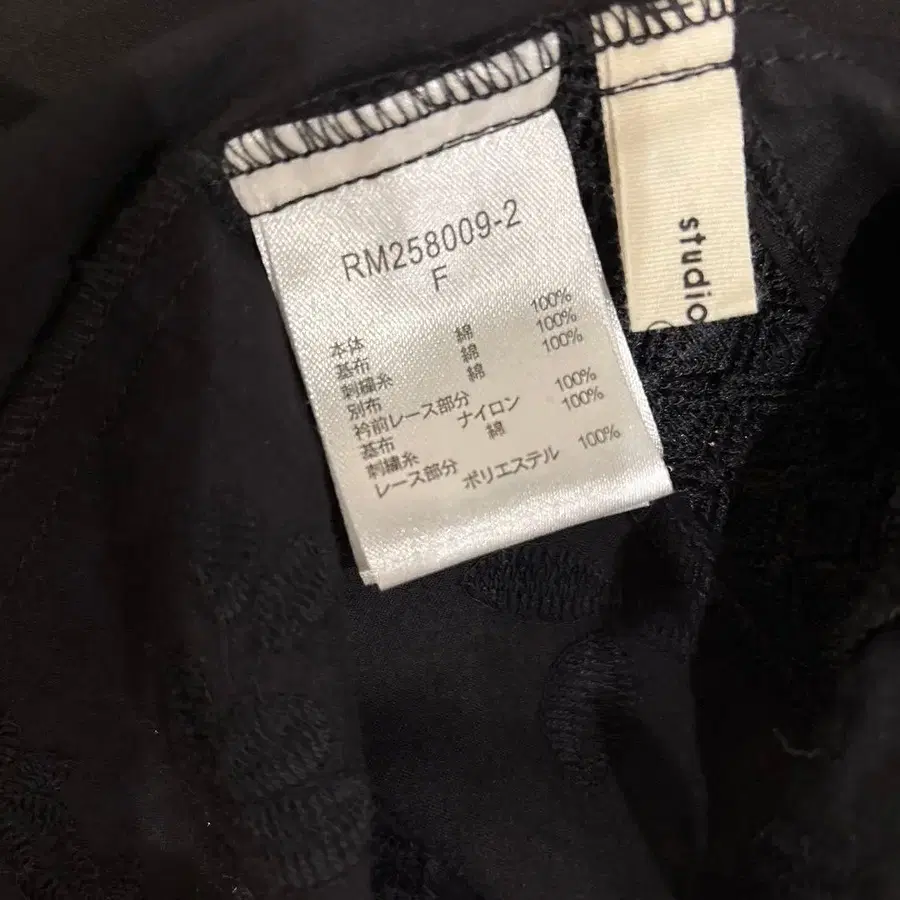 RM258009-2
F
本体
基布 綿 100%
刺繍糸 綿 100%
別布 綿 100%
衿前レース部分
基布 ナイロン 100%
刺繍糸 綿 100%
レース部分 ポリエステル 100%
studio